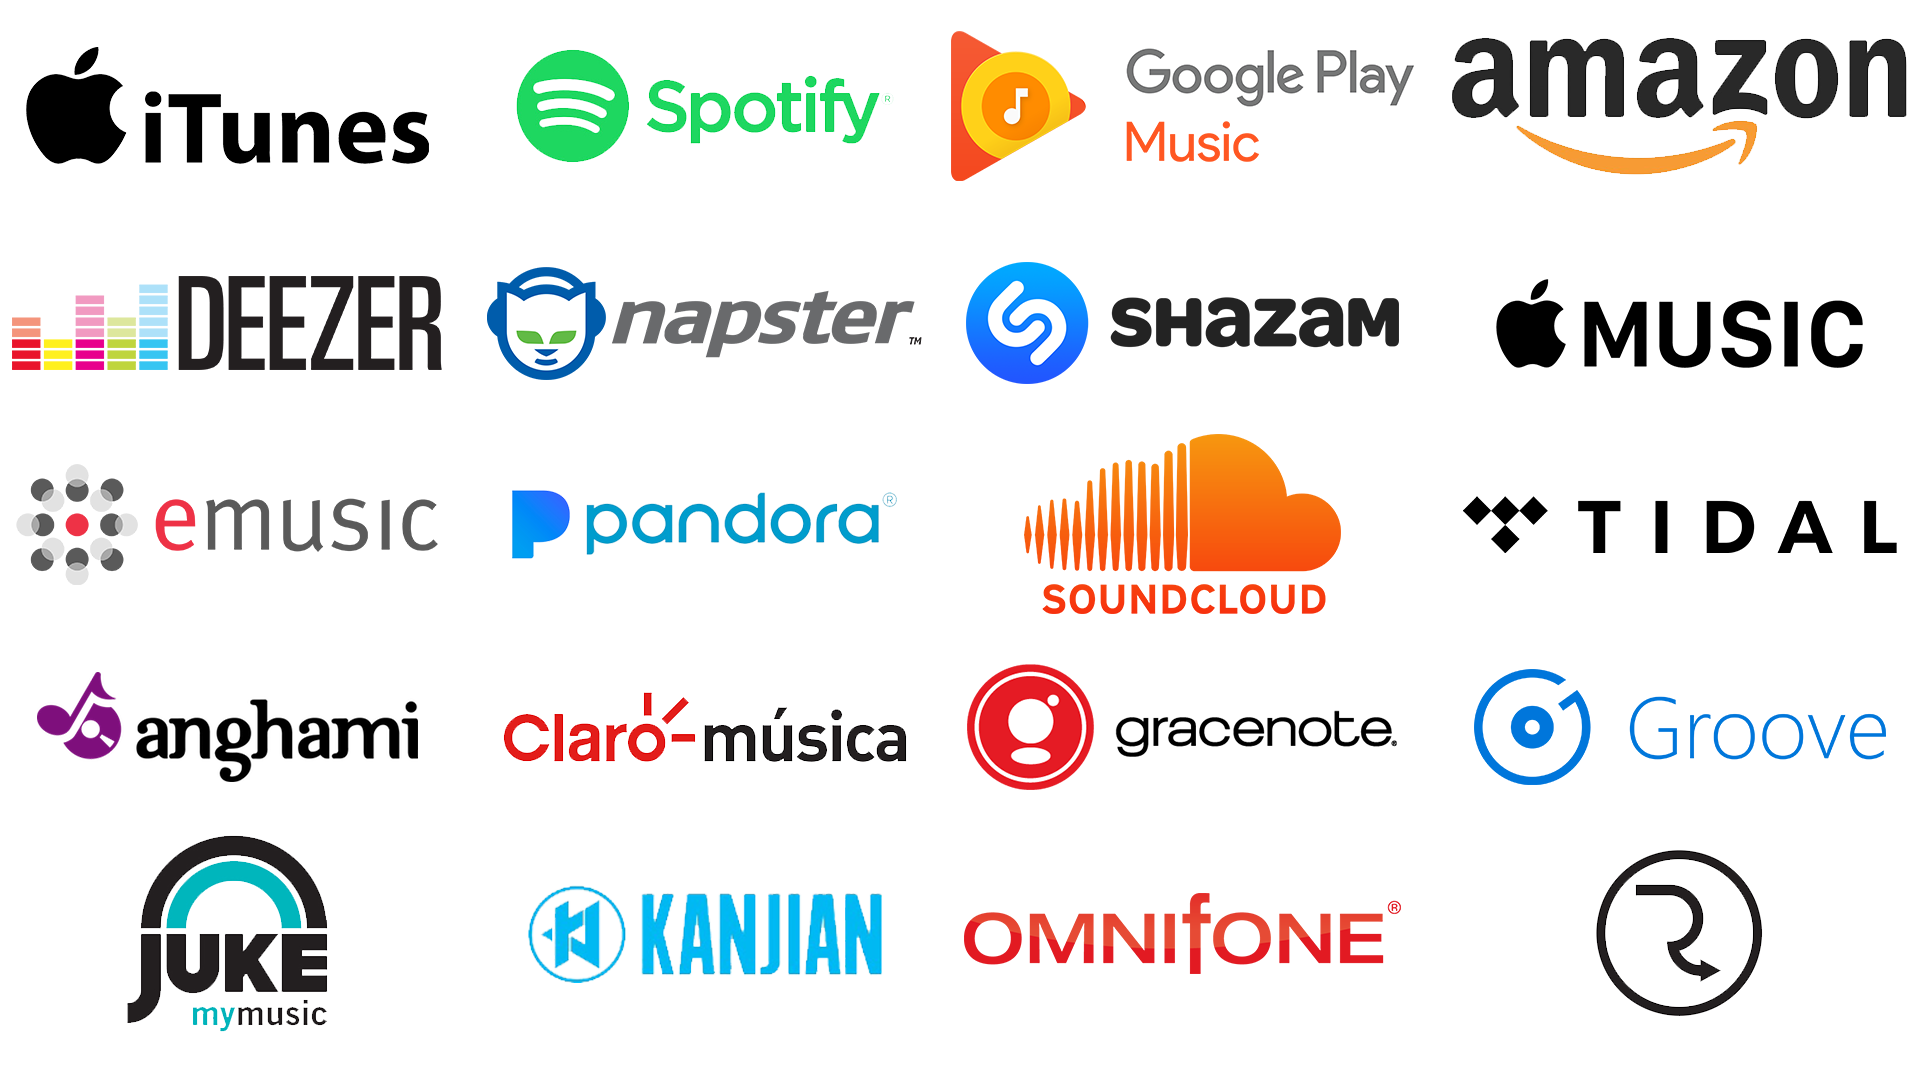 iTunes
Spotify®
Google Play
Music
amazon
DEEZER
napster™
SHAZAM
MUSIC
emusic
pandora®
SOUNDCLOUD
TIDAL
anghami
Claro-música
gracenote®
Groove
JUKE
mymusic
KANJIAN
OMNIFONE®
R